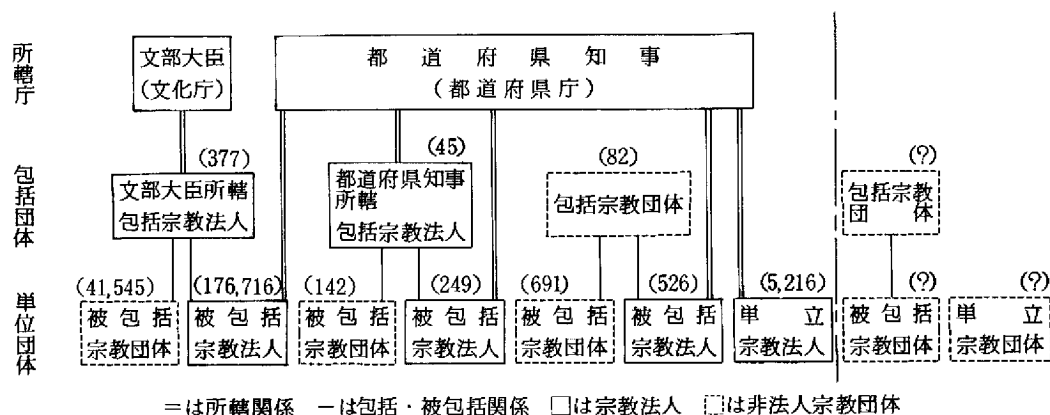 所轄庁
文部大臣
(文化庁)
都道府県知事
(都道府県庁)
包括団体
(377)
文部大臣所轄
包括宗教法人
(45)
都道府県知事
所轄
包括宗教法人
(82)
包括宗教団体
(?)
包括宗教
団体
単位団体
(41,545)
被包括
宗教団体
(176,716)
被包括
宗教法人
(142)
被包括
宗教団体
(249)
被包括
宗教法人
(691)
被包括
宗教団体
(526)
被包括
宗教法人
(5,216)
単立
宗教法人
(?)
被包括
宗教団体
(?)
単立
宗教団体
=は所轄関係 -は包括・被包括関係 □は宗教法人 □は非法人宗教団体